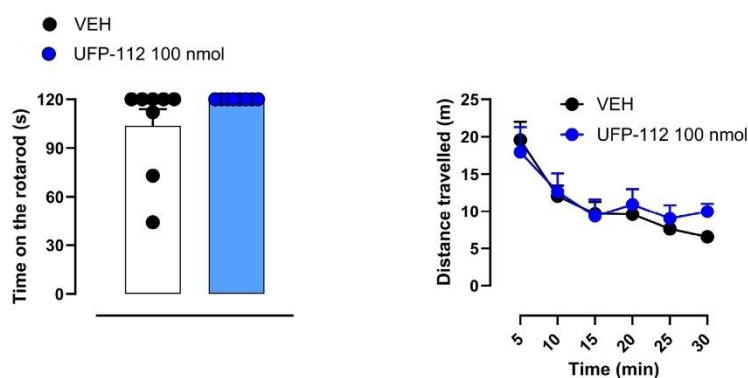 VEH
UFP-112 100 nmol
Time on the rotarod (s)
120
90
60
30
0
VEH
UFP-112 100 nmol
Distance travelled (m)
25
20
15
10
5
0
5
10
15
20
25
30
Time (min)